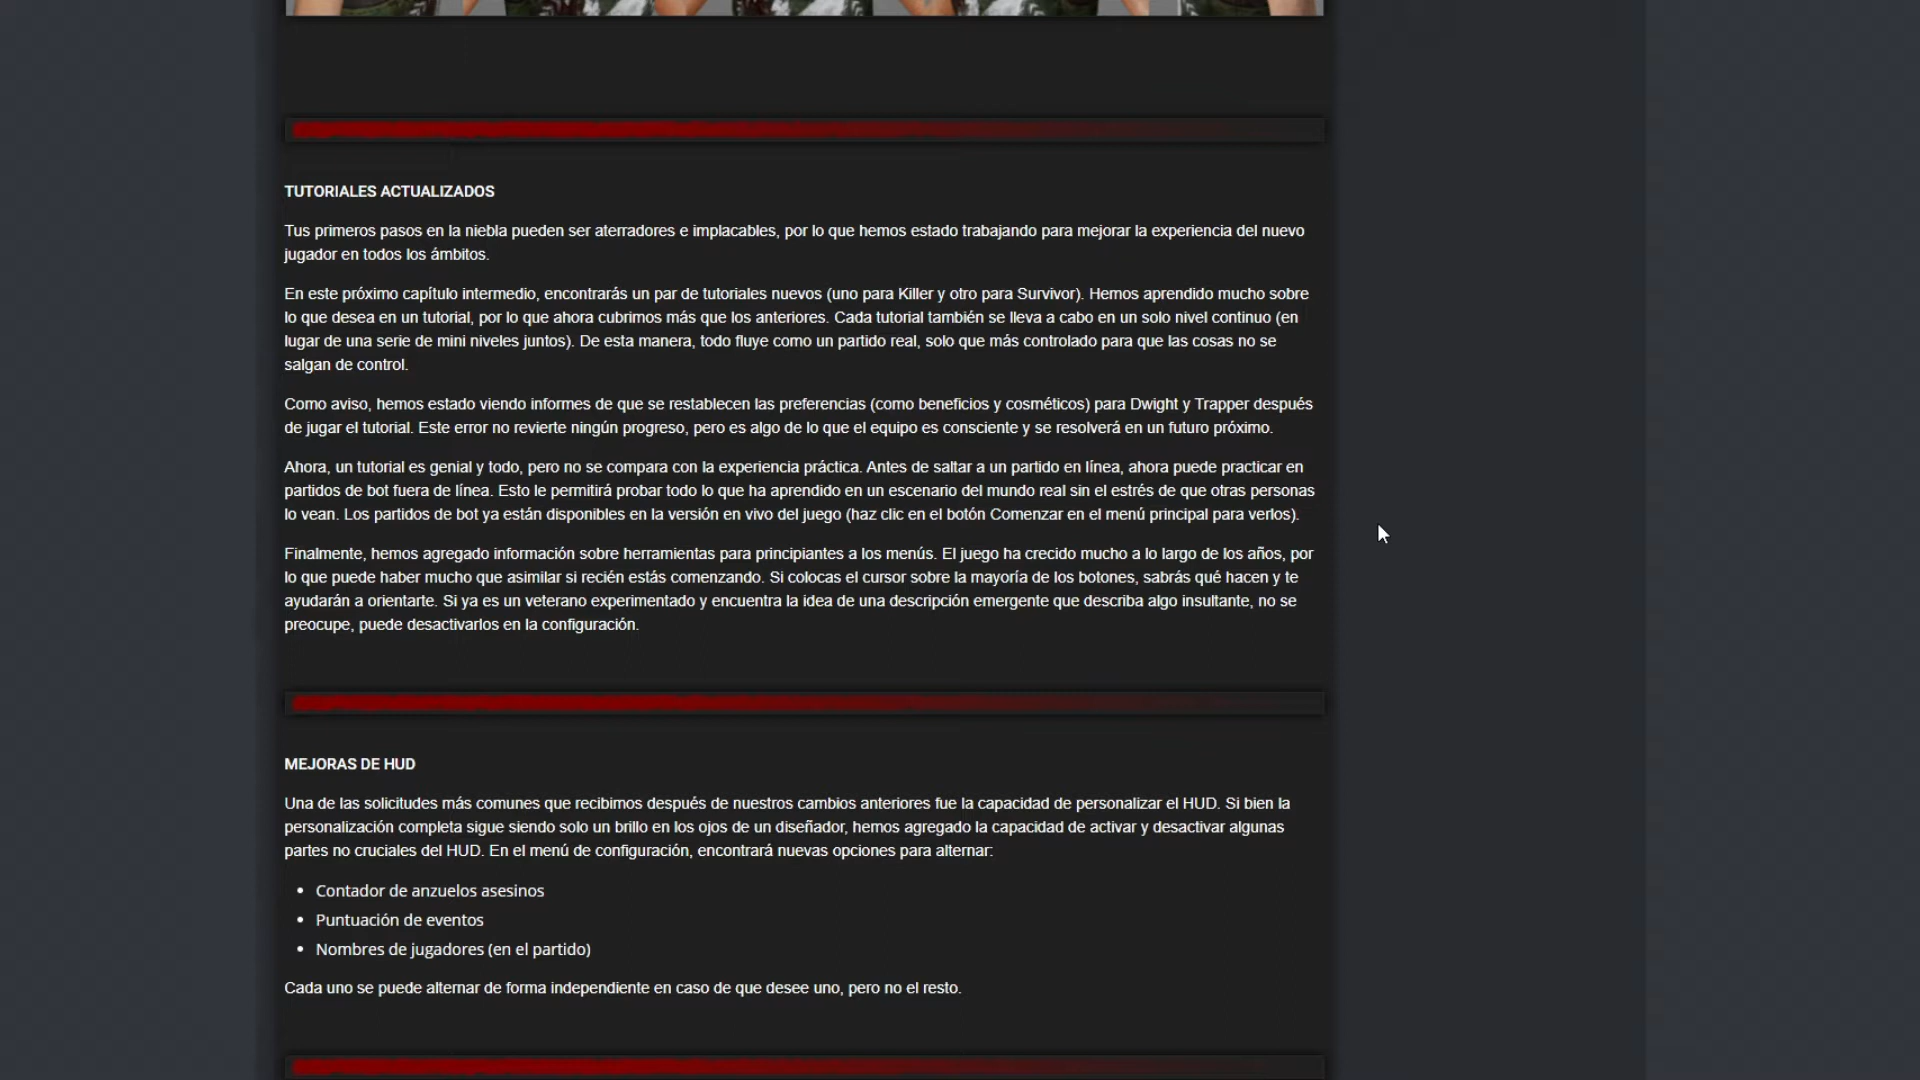 TUTORIALES ACTUALIZADOS
Tus primeros pasos en la niebla pueden ser aterradores e implacables, por lo que hemos estado trabajando para mejorar la experiencia del nuevo
jugador en todos los ámbitos.
En este próximo capítulo intermedio, encontrarás un par de tutoriales nuevos (uno para Killer y otro para Survivor). Hemos aprendido mucho sobre
lo que desea en un tutorial, por lo que ahora cubrimos más que los anteriores. Cada tutorial también se lleva a cabo en un solo nivel continuo (en
lugar de una serie de mini niveles juntos). De esta manera, todo fluye como un partido real, solo que más controlado para que las cosas no se
salgan de control.
Como aviso, hemos estado viendo informes de que se restablecen las preferencias (como beneficios y cosméticos) para Dwight y Trapper después
de jugar el tutorial. Este error no revierte ningún progreso, pero es algo de lo que el equipo es consciente y se resolverá en un futuro próximo.
Ahora, un tutorial es genial y todo, pero no se compara con la experiencia práctica. Antes de saltar a un partido en línea, ahora puede practicar en
partidos de bot fuera de línea. Esto le permitirá probar todo lo que ha aprendido en un escenario del mundo real sin el estrés de que otras personas
lo vean. Los partidos de bot ya están disponibles en la versión en vivo del juego (haz clic en el botón Comenzar en el menú principal para verlos).
Finalmente, hemos agregado información sobre herramientas para principiantes a los menús. El juego ha crecido mucho a lo largo de los años, por
lo que puede haber mucho que asimilar si recién estás comenzando. Si colocas el cursor sobre la mayoría de los botones, sabrás qué hacen y te
ayudarán a orientarte. Si ya es un veterano experimentado y encuentra la idea de una descripción emergente que describa algo insultante, no se
preocupe, puede desactivarlos en la configuración.
MEJORAS DE HUD
Una de las solicitudes más comunes que recibimos después de nuestros cambios anteriores fue la capacidad de personalizar el HUD. Si bien la
personalización completa sigue siendo solo un brillo en los ojos de un diseñador, hemos agregado la capacidad de activar y desactivar algunas
partes no cruciales del HUD. En el menú de configuración, encontrará nuevas opciones para alternar:
• Contador de anzuelos asesinos
• Puntuación de eventos
• Nombres de jugadores (en el partido)
Cada uno se puede alternar de forma independiente en caso de que desee uno, pero no el resto.